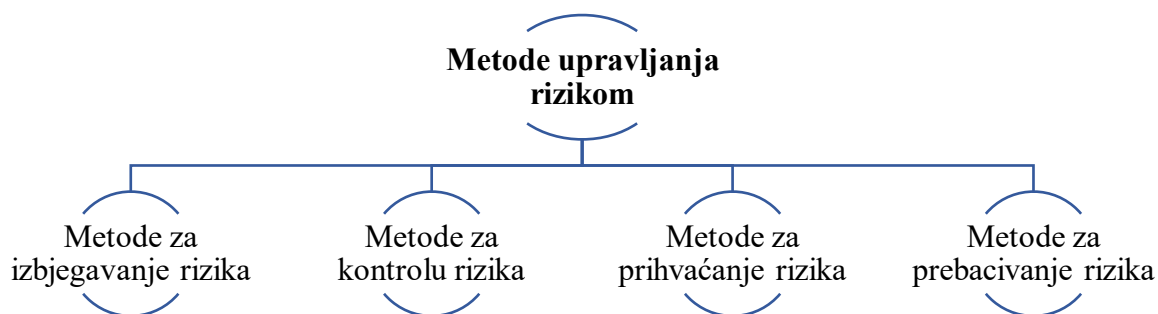 Metode upravljanja
rizikom
Metode za
izbjegavanje rizika
Metode za
kontrolu rizika
Metode za
prihvaćanje rizika
Metode za
prebacivanje rizika